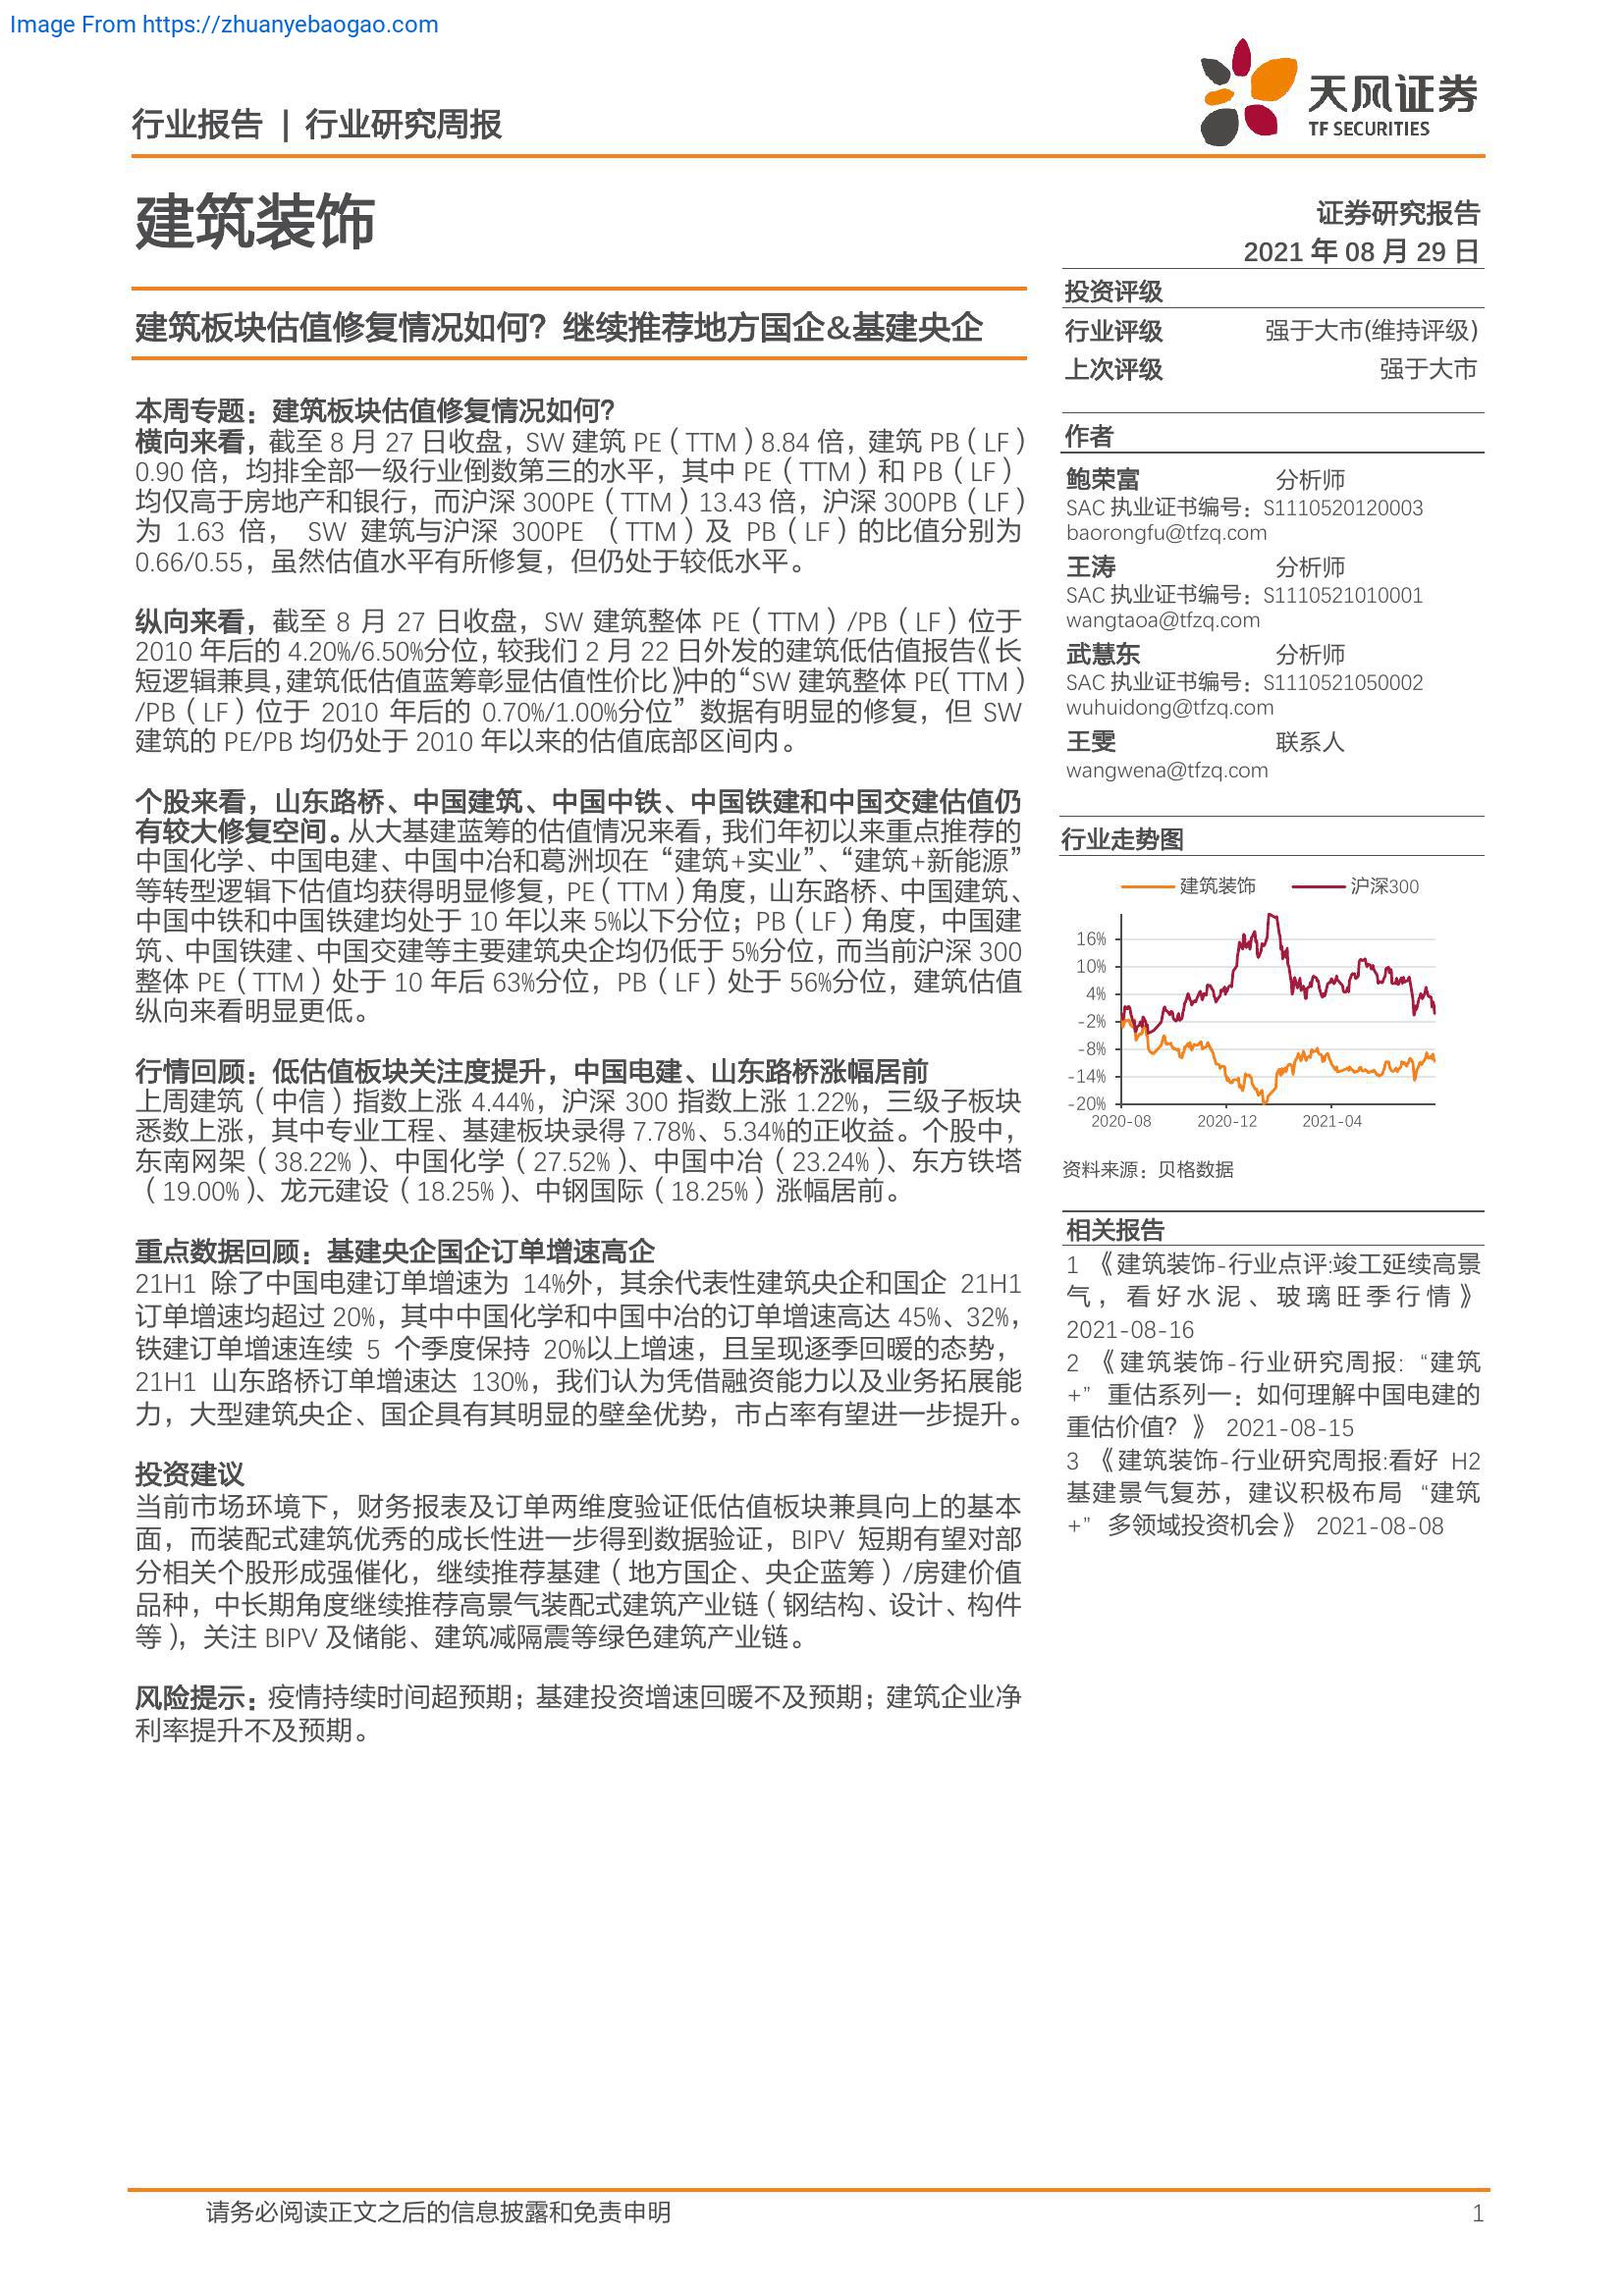 Image From https://zhuanyebaogao.com
行业报告 | 行业研究周报
天风证券
TF SECURITIES
建筑装饰
证券研究报告
2021 年 08 月 29 日
建筑板块估值修复情况如何？继续推荐地方国企&基建央企
本周专题：建筑板块估值修复情况如何？
横向来看，截至 8 月 27 日收盘，SW 建筑 PE（TTM）8.84 倍，建筑 PB（LF）
0.90 倍，均排全部一级行业倒数第三的水平，其中 PE（TTM）和 PB（LF）
均仅高于房地产和银行，而沪深 300PE（TTM）13.43 倍，沪深 300PB（LF）
为 1.63 倍， SW 建筑与沪深 300PE （TTM）及 PB（LF）的比值分别为
0.66/0.55，虽然估值水平有所修复，但仍处于较低水平。
纵向来看，截至 8 月 27 日收盘，SW 建筑整体 PE（TTM）/PB（LF）位于
2010 年后的 4.20%/6.50%分位，较我们 2 月 22 日外发的建筑低估值报告《长
短逻辑兼具，建筑低估值蓝筹彰显估值性价比》中的“SW 建筑整体 PE（TTM）
/PB（LF）位于 2010 年后的 0.70%/1.00%分位” 数据有明显的修复，但 SW
建筑的 PE/PB 均仍处于 2010 年以来的估值底部区间内。
个股来看，山东路桥、中国建筑、中国中铁、中国铁建和中国交建估值仍
有较大修复空间。从大基建蓝筹的估值情况来看，我们年初以来重点推荐的
中国化学、中国电建、中国中冶和葛洲坝在 “建筑+实业”、“建筑+新能源”
等转型逻辑下估值均获得明显修复，PE（TTM）角度，山东路桥、中国建筑、
中国中铁和中国铁建均处于 10 年以来 5%以下分位；PB（LF）角度，中国建
筑、中国铁建、中国交建等主要建筑央企均仍低于 5%分位，而当前沪深 300
整体 PE（TTM）处于 10 年后 63%分位，PB（LF）处于 56%分位，建筑估值
纵向来看明显更低。
行情回顾：低估值板块关注度提升，中国电建、山东路桥涨幅居前
上周建筑（中信）指数上涨 4.44%，沪深 300 指数上涨 1.22%，三级子板块
悉数上涨，其中专业工程、基建板块录得 7.78%、5.34%的正收益。个股中，
东南网架（38.22%）、中国化学（27.52%）、中国中冶（23.24%）、东方铁塔
（19.00%）、龙元建设（18.25%）、中钢国际（18.25%）涨幅居前。
重点数据回顾：基建央企国企订单增速高企
21H1 除了中国电建订单增速为 14%外，其余代表性建筑央企和国企 21H1
订单增速均超过 20%，其中中国化学和中国中冶的订单增速高达 45%、32%，
铁建订单增速连续 5 个季度保持 20%以上增速，且呈现逐季回暖的态势，
21H1 山东路桥订单增速达 130%，我们认为凭借融资能力以及业务拓展能
力，大型建筑央企、国企具有其明显的壁垒优势，市占率有望进一步提升。
投资建议
当前市场环境下，财务报表及订单两维度验证低估值板块兼具向上的基本
面，而装配式建筑优秀的成长性进一步得到数据验证，BIPV 短期有望对部
分相关个股形成强催化，继续推荐基建（地方国企、央企蓝筹）/房建价值
品种，中长期角度继续推荐高景气装配式建筑产业链（钢结构、设计、构件
等），关注 BIPV 及储能、建筑减隔震等绿色建筑产业链。
风险提示：疫情持续时间超预期；基建投资增速回暖不及预期；建筑企业净
利率提升不及预期。
投资评级
行业评级 强于大市(维持评级)
上次评级 强于大市
作者
鲍荣富 分析师
SAC 执业证书编号：S1110520120003
baorongfu@tfzq.com
王涛 分析师
SAC 执业证书编号：S1110521010001
wangtaoa@tfzq.com
武慧东 分析师
SAC 执业证书编号：S1110521050002
wuhuidong@tfzq.com
王雯 联系人
wangwena@tfzq.com
行业走势图
建筑装饰 沪深300
16%
10%
4%
-2%
-8%
-14%
-20%
2020-08 2020-12 2021-04
资料来源：贝格数据
相关报告
1 《建筑装饰-行业点评:竣工延续高景
气，看好水泥、玻璃旺季行情》
2021-08-16
2 《建筑装饰-行业研究周报: “建筑
+” 重估系列一：如何理解中国电建的
重估价值？》 2021-08-15
3 《建筑装饰-行业研究周报:看好 H2
基建景气复苏，建议积极布局 “建筑
+” 多领域投资机会》 2021-08-08
请务必阅读正文之后的信息披露和免责申明 1